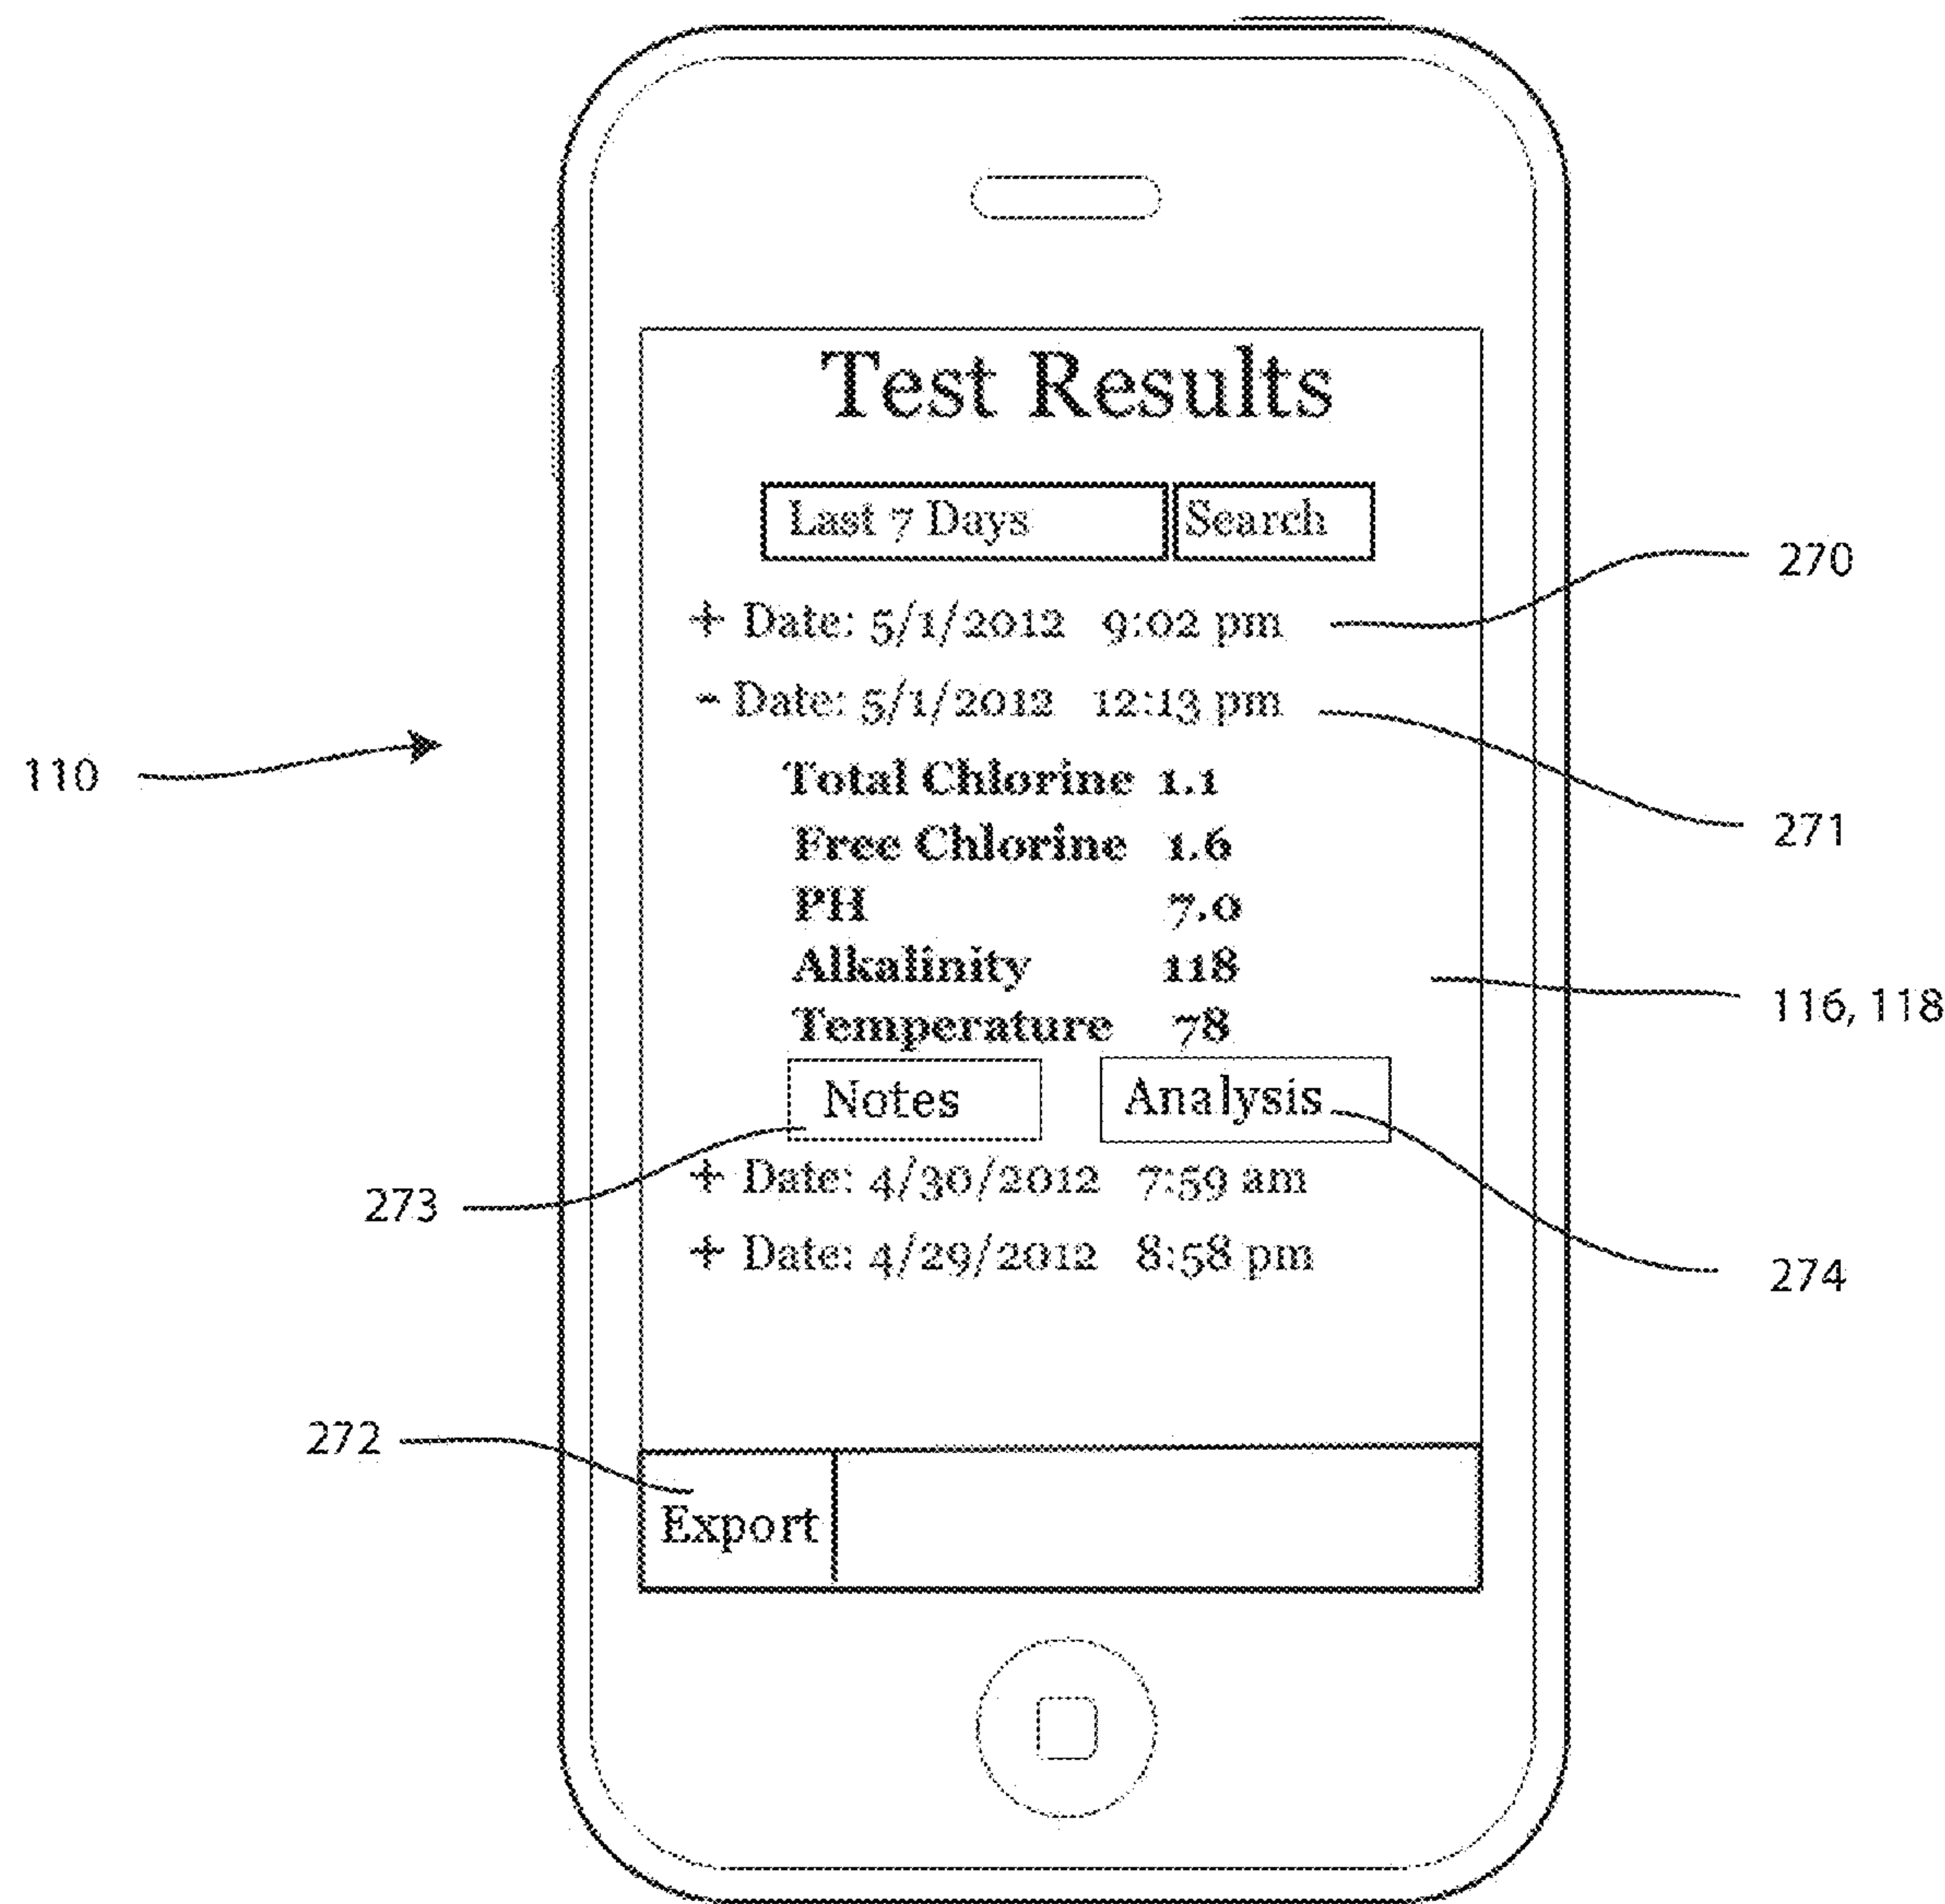 Test Results
Last 7 Days Search
270
+ Date: 5/1/2012 9:02 pm
- Date: 5/1/2012 12:13 pm
110
Total Chlorine 1.1
271
Free Chlorine 1.6
PH 7.0
Alkalinity 118
116, 118
Temperature 78
Notes Analysis
+ Date: 4/30/2012 7:59 am
273
+ Date: 4/29/2012 8:58 pm
274
272
Export